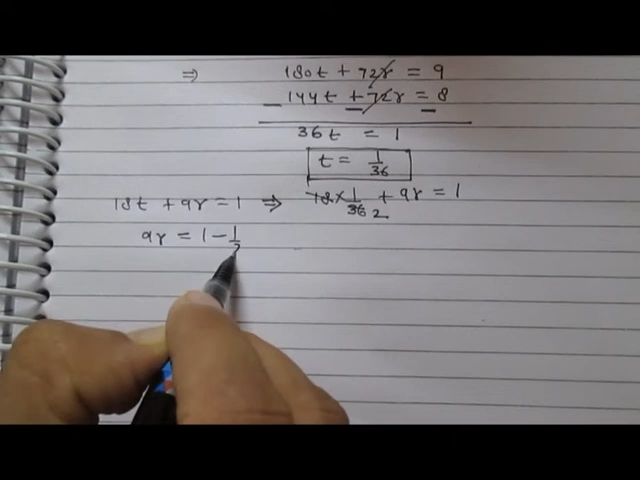 ⇒ 180t + 72r = 9
144t + 72r = 8
36t = 1
t = 1/36
18t + 9r = 1 ⇒ 18 × 1/36 2 + 9r = 1
9r = 1 - 1/2